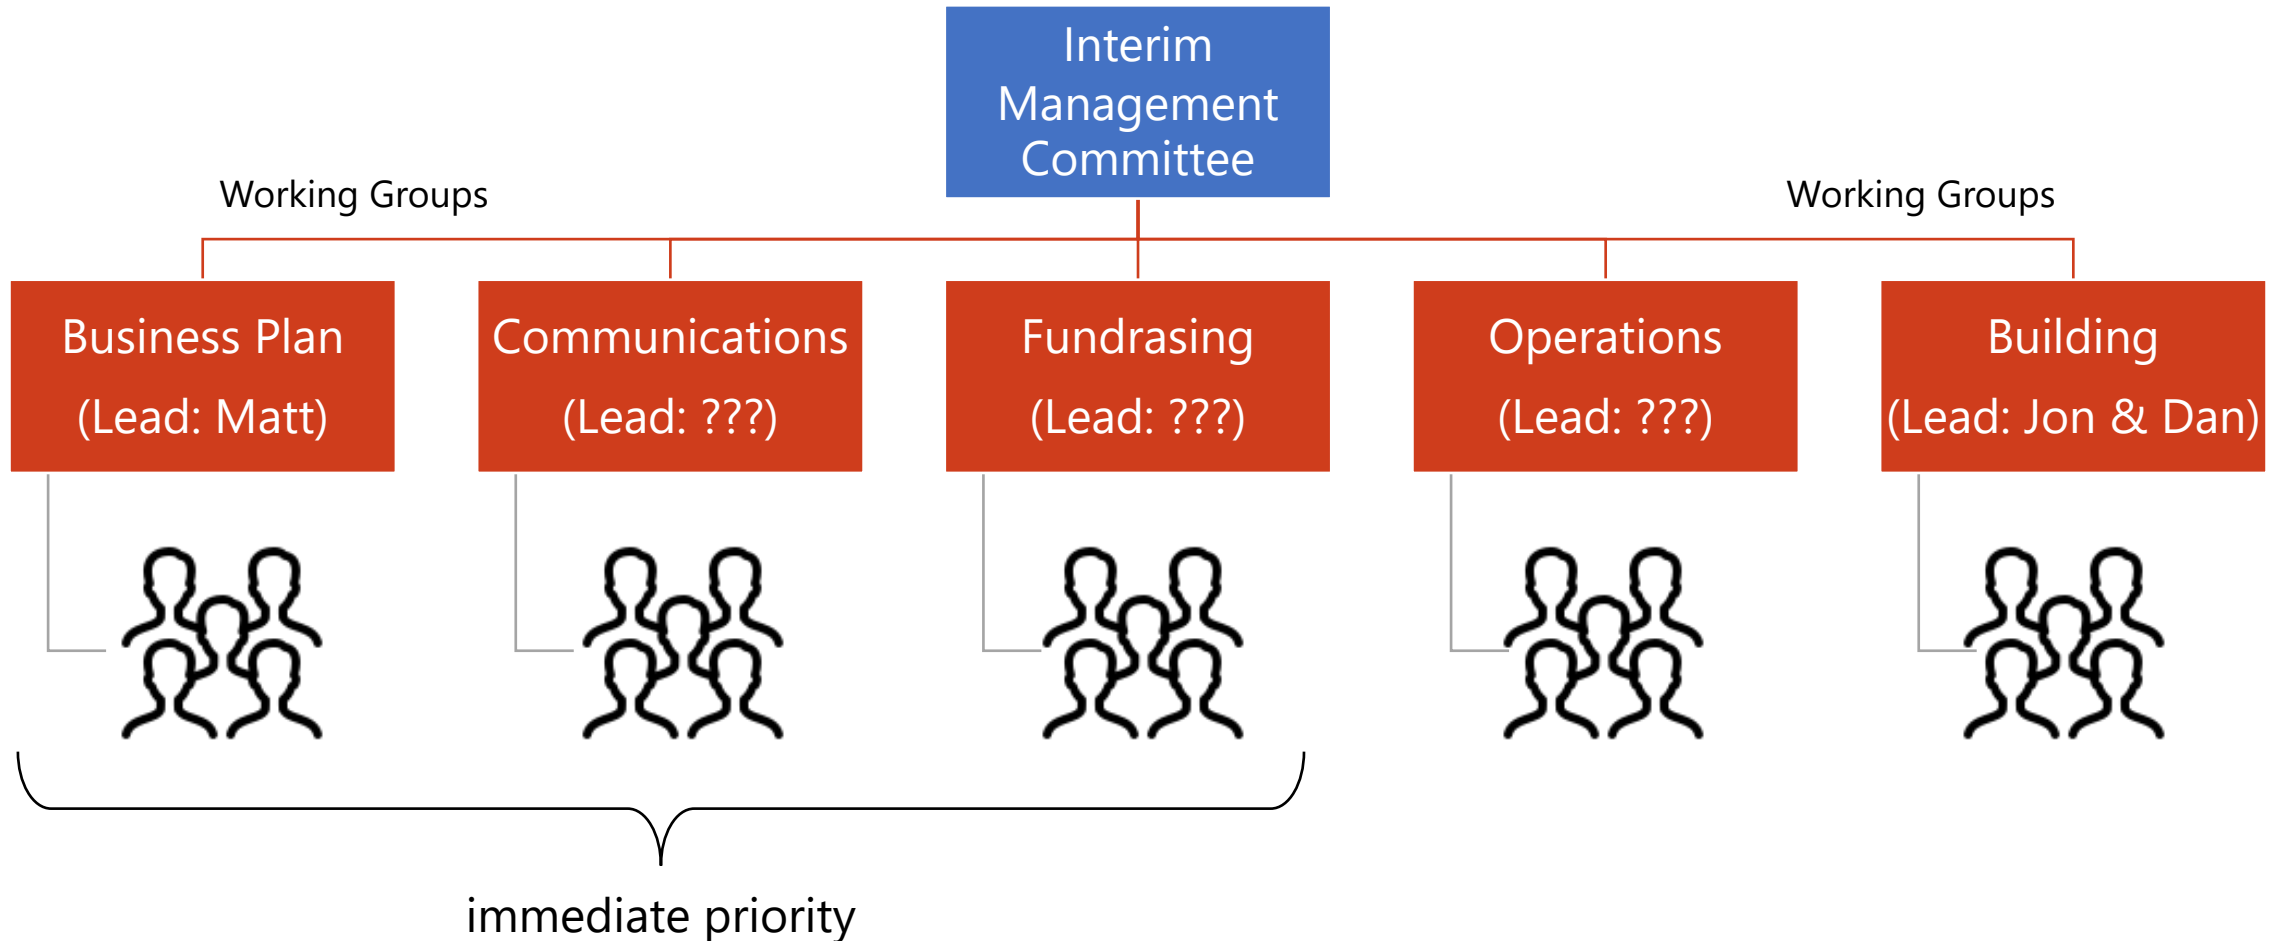 Interim
Management
Committee
Working Groups
Working Groups
Business Plan
(Lead: Matt)
Communications
(Lead: ???)
Fundrasing
(Lead: ???)
Operations
(Lead: ???)
Building
(Lead: Jon & Dan)
immediate priority